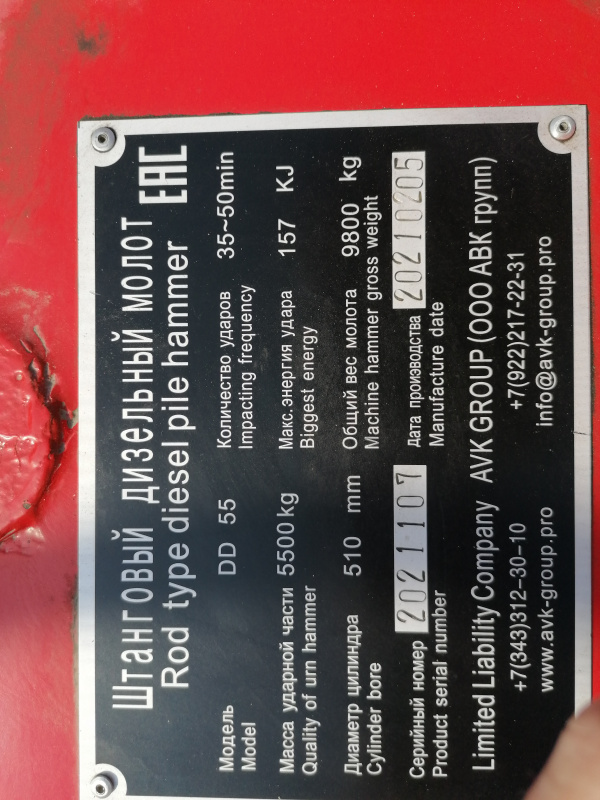 Штанговый дизельный молот
Rod type diesel pile hammer
EAC
Модель DD 55 Количество ударов 35~50min
Model Impacting frequency
Масса ударной части 5500 kg Макс.энергия удара 157 KJ
Quality of urn hammer Biggest energy
Диаметр цилиндра 510 mm Общий вес молота 9800 kg
Cylinder bore Machine hammer gross weight
Серийный номер 2021107 Дата производства 20210205
Product serial number Manufacture date
Limited Liability Company AVK GROUP (ООО АВК групп)
+7(343)312-30-10 +7(922)217-22-31
www.avk-group.pro info@avk-group.pro